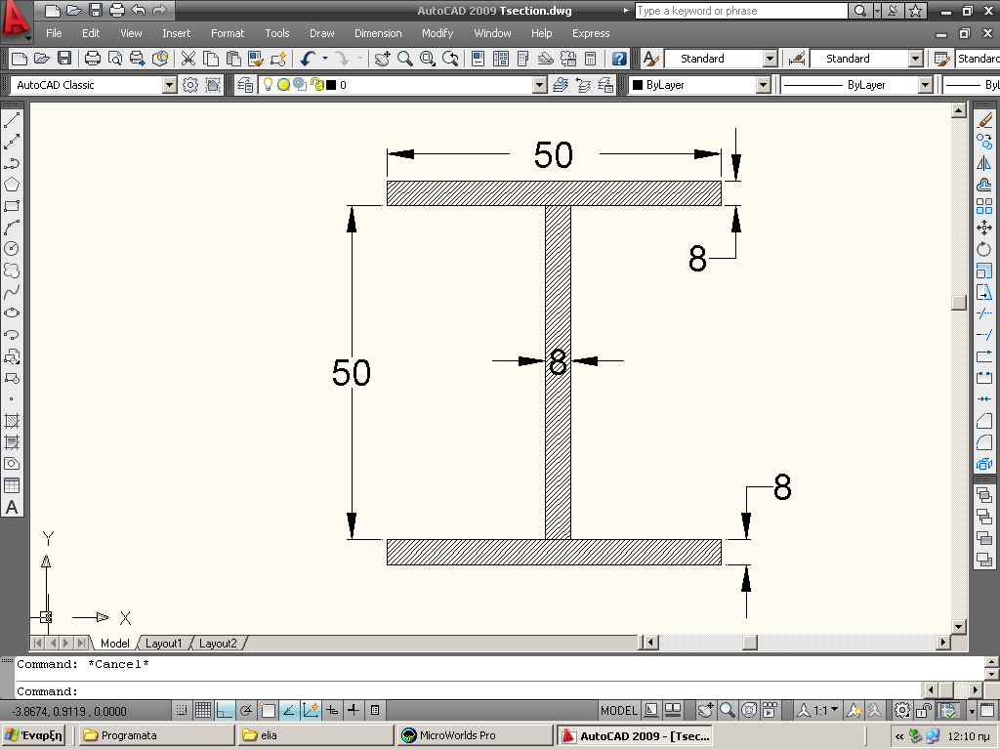 AutoCAD 2009 Tsection.dwg
Type a keyword or phrase
File Edit View Insert Format Tools Draw Dimension Modify Window Help Express
Standard Standard Standard
AutoCAD Classic 0 ByLayer ByLayer
50
8
50
8
8
Y
X
A
Model Layout1 Layout2
Command: *Cancel*
Command:
-3.8674, 0.9119 , 0.0000 MODEL 1:1
Έναρξη Programata elia MicroWorlds Pro AutoCAD 2009 - [Tsec... « 12:10 πμ